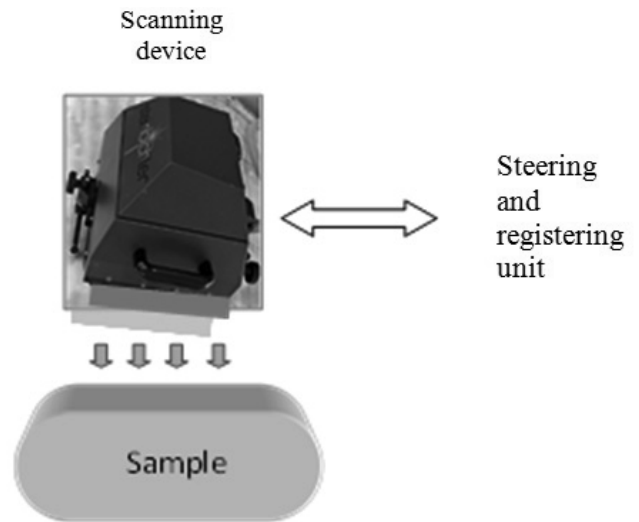 Scanning
device
Steering
and
registering
unit
Sample